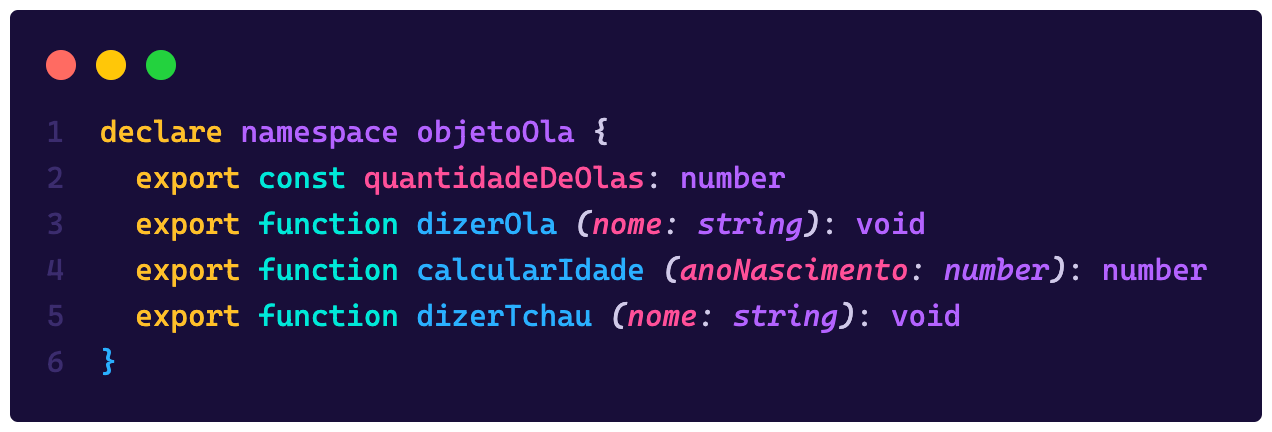 1 declare namespace objetoOla {
2 export const quantidadeDeOlas: number
3 export function dizerOla (nome: string): void
4 export function calcularIdade (anoNascimento: number): number
5 export function dizerTchau (nome: string): void
6 }